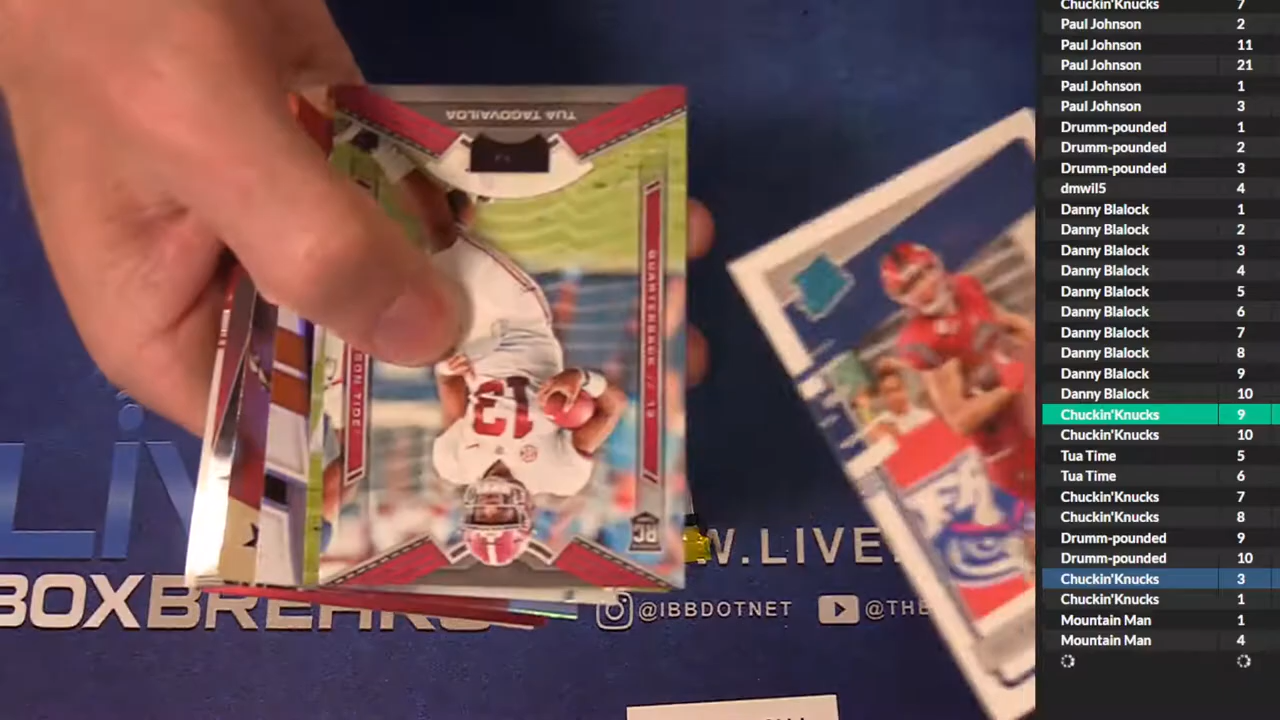 TUA TAGOVAILOA
QUARTERBACK // 13
SON TIDE
13
RC
LiV
W.LIVE
BOXBREAKS
@IBBDOTNET
@THE
Chuckin'Knucks 7
Paul Johnson 2
Paul Johnson 11
Paul Johnson 21
Paul Johnson 1
Paul Johnson 3
Drumm-pounded 1
Drumm-pounded 2
Drumm-pounded 3
dmwil5 4
Danny Blalock 1
Danny Blalock 2
Danny Blalock 3
Danny Blalock 4
Danny Blalock 5
Danny Blalock 6
Danny Blalock 7
Danny Blalock 8
Danny Blalock 9
Danny Blalock 10
Chuckin'Knucks 9
Chuckin'Knucks 10
Tua Time 5
Tua Time 6
Chuckin'Knucks 7
Chuckin'Knucks 8
Drumm-pounded 9
Drumm-pounded 10
Chuckin'Knucks 3
Chuckin'Knucks 1
Mountain Man 1
Mountain Man 4